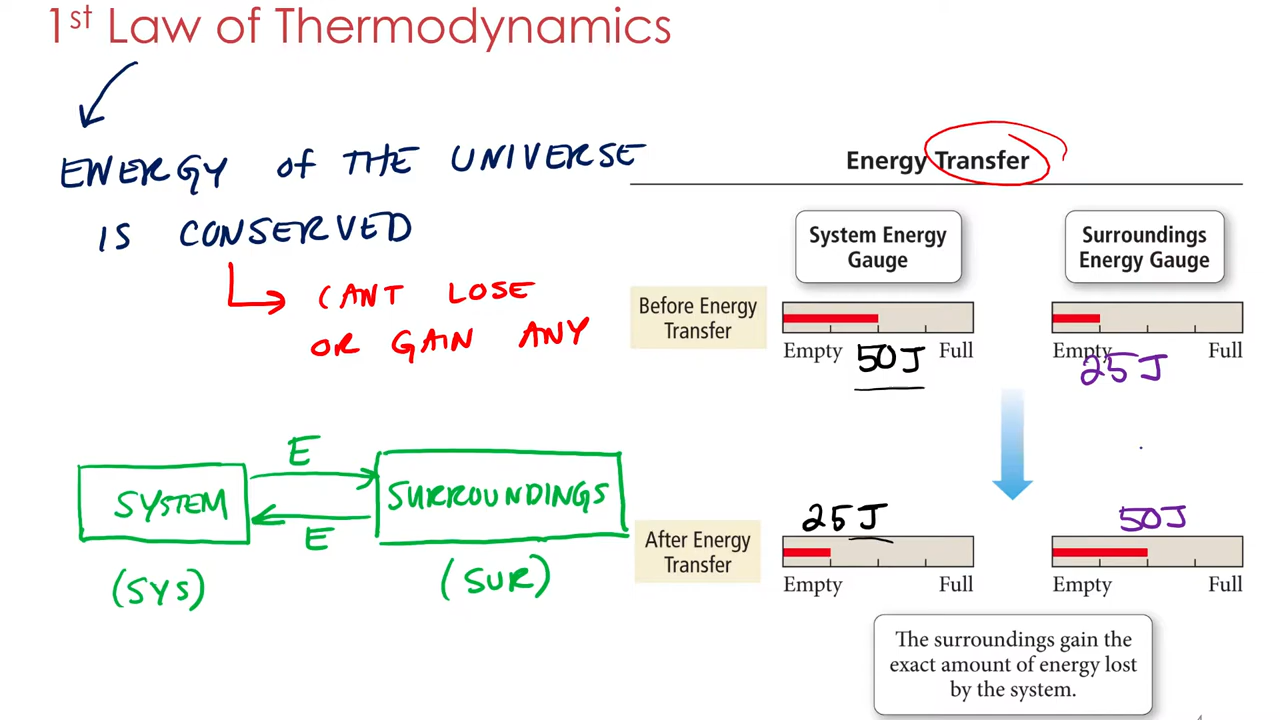 1st Law of Thermodynamics
ENERGY of THE UNIVERSE
IS CONSERVED
CANT LOSE
OR GAIN ANY
SYSTEM
E
E
SURROUNDINGS
(SYS)
(SUR)
Energy Transfer
System Energy
Gauge
Surroundings
Energy Gauge
Before Energy
Transfer
Empty
Full
50J
Empty
Full
25J
After Energy
Transfer
25J
Empty
Full
50J
Empty
Full
The surroundings gain the
exact amount of energy lost
by the system.